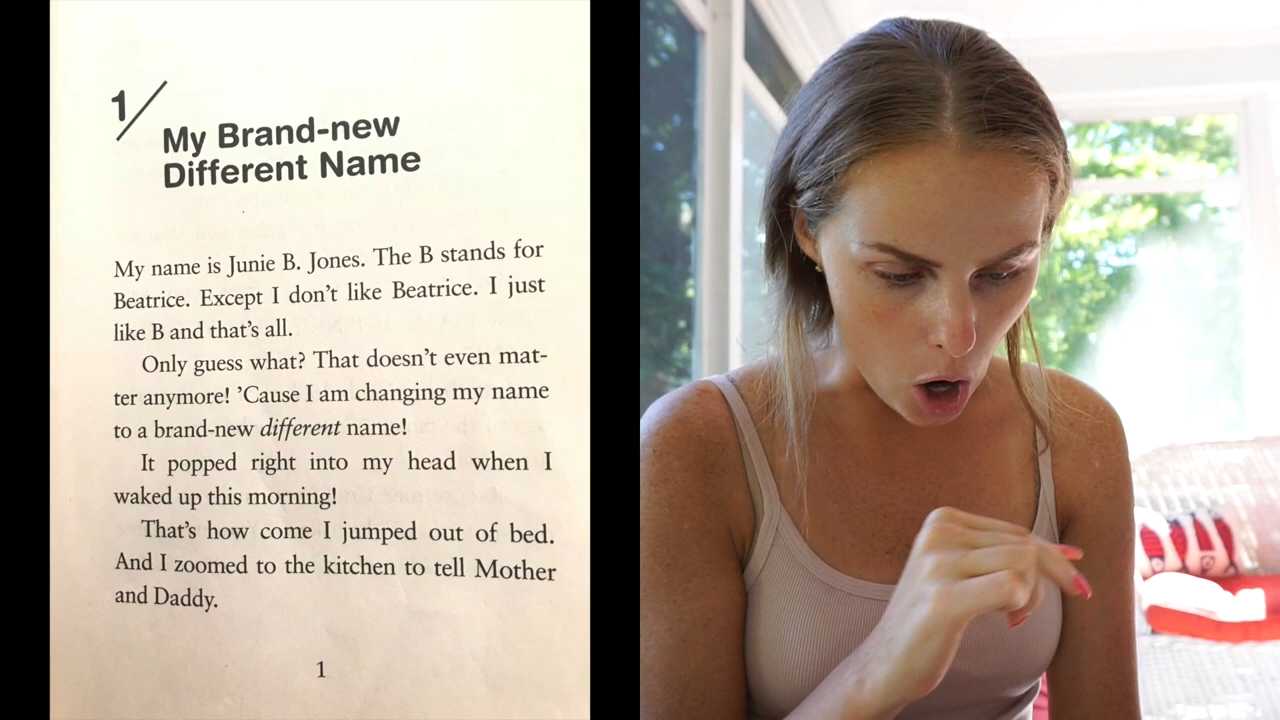 1/
My Brand-new
Different Name
My name is Junie B. Jones. The B stands for
Beatrice. Except I don’t like Beatrice. I just
like B and that’s all.
Only guess what? That doesn’t even mat-
ter anymore! ’Cause I am changing my name
to a brand-new different name!
It popped right into my head when I
waked up this morning!
That’s how come I jumped out of bed.
And I zoomed to the kitchen to tell Mother
and Daddy.
1